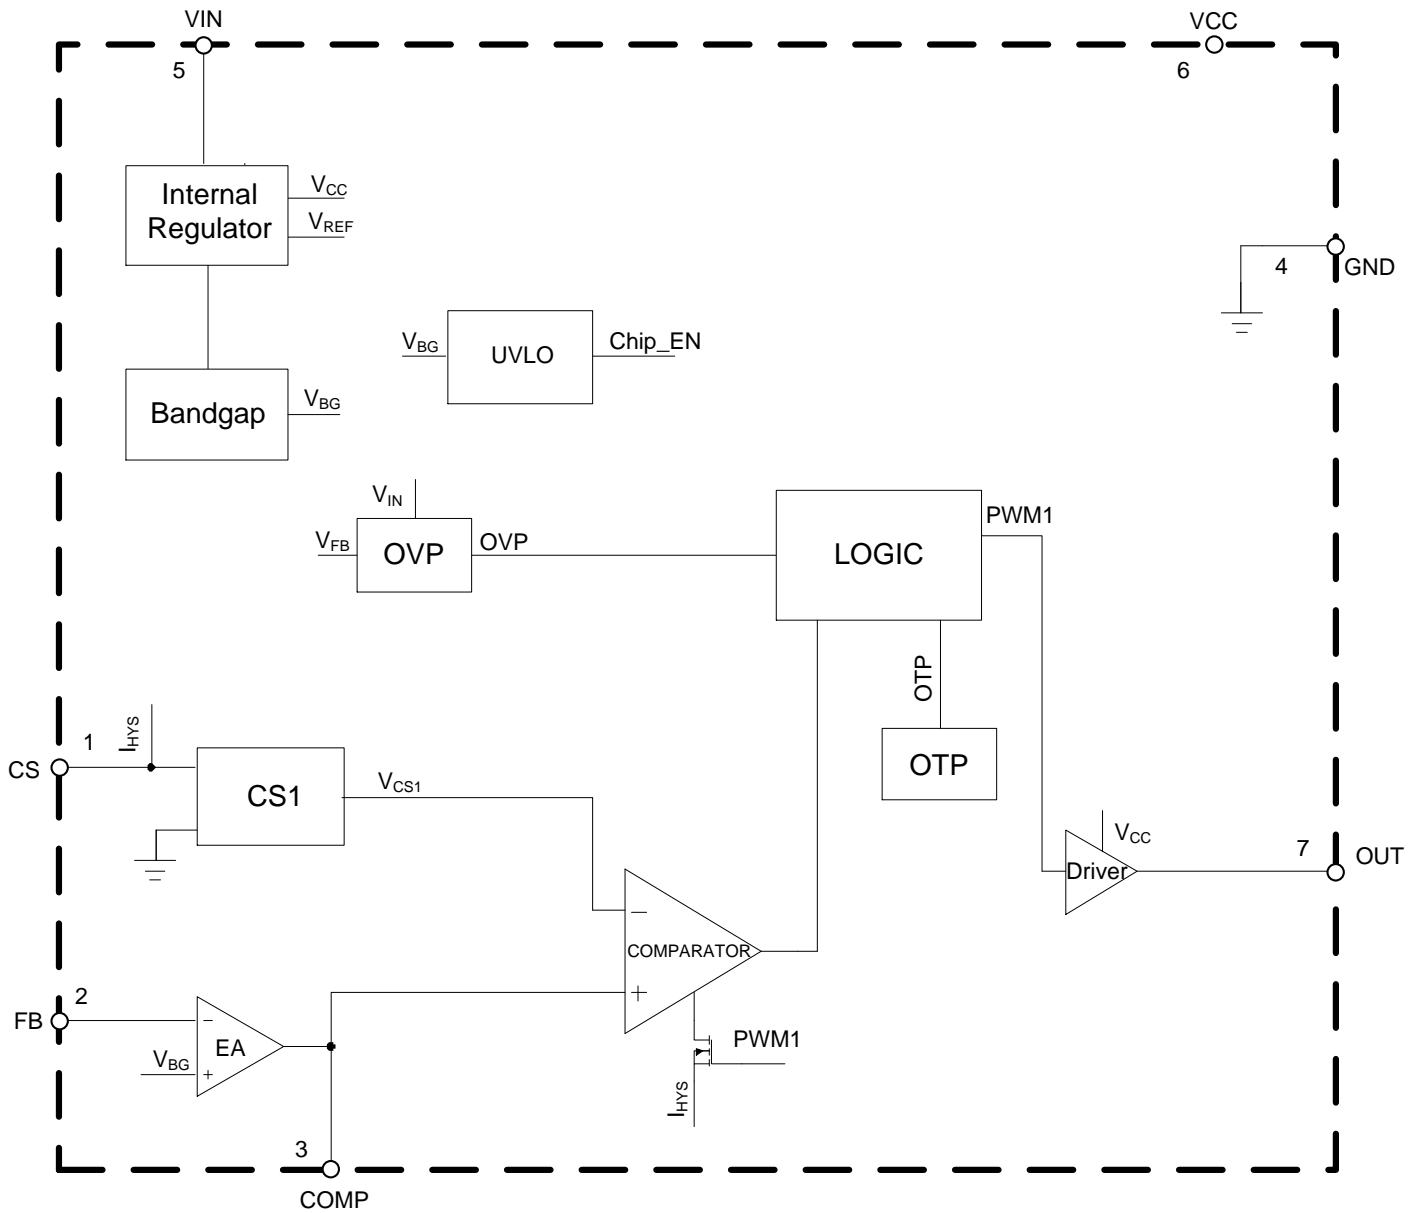 VIN
VCC
5
6
Internal
Regulator
VCC
VREF
4
GND
VBG
UVLO
Chip_EN
Bandgap
VBG
VIN
VFB
OVP
OVP
LOGIC
PWM1
OTP
OTP
1
IHYS
CS
CS1
VCS1
VCC
Driver
7
OUT
−
COMPARATOR
+
2
FB
−
EA
VBG
+
PWM1
IHYS
3
COMP